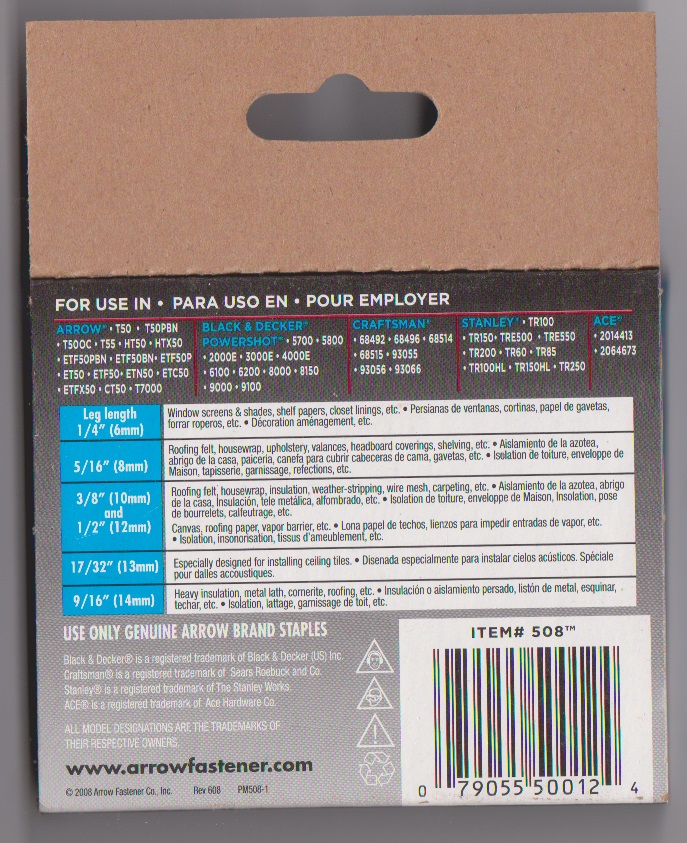 FOR USE IN • PARA USO EN • POUR EMPLOYER
ARROW® • T50 • T50PBN
• T50OC • T55 • HT50 • HTX50
• ETF50PBN • ETF50BN • ETF50P
• ET50 • ETF50 • ETN50 • ETC50
• ETFX50 • CT50 • T7000
BLACK & DECKER™
POWERSHOT™ • 5700 • 5800
• 2000E • 3000E • 4000E
• 6100 • 6200 • 8000 • 8150
• 9000 • 9100
CRAFTSMAN®
• 68492 • 68496 • 68514
• 68515 • 93055
• 93056 • 93066
STANLEY® • TR100
• TR150 • TRE500 • TRE550
• TR200 • TR60 • TR85
• TR100HL • TR150HL • TR250
ACE®
• 2014413
• 2064673
Leg length
1/4" (6mm)
Window screens & shades, shelf papers, closet linings, etc. • Persianas de ventanas, cortinas, papel de gavetas,
forrar roperos, etc. • Décoration aménagement, etc.
5/16" (8mm)
Roofing felt, housewrap, upholstery, valances, headboard coverings, shelving, etc. • Aislamiento de la azotea,
abrigo de la casa, paiceria, canefa para cubrir cabeceras de cama, gavetas, etc. • Isolation de toiture, enveloppe de
Maison, tapisserie, garnissage, refections, etc.
3/8" (10mm)
and
1/2" (12mm)
Roofing felt, housewrap, insulation, weather-stripping, wire mesh, carpeting, etc. • Aislamiento de la azotea, abrigo
de la casa, Insulación, tele metálica, alfombrado, etc. • Isolation de toiture, enveloppe de Maison, Insolation, pose
de bourrelets, calfeutrage, etc.
Canvas, roofing paper, vapor barrier, etc. • Lona papel de techos, lienzos para impedir entradas de vapor, etc.
• Isolation, insonorisation, tissus d'ameublement, etc.
17/32" (13mm)
Especially designed for installing ceiling tiles. • Disenada especialmente para instalar cielos acústicos. Spéciale
pour dalles accoustiques.
9/16" (14mm)
Heavy insulation, metal lath, cornerite, roofing, etc. • Insulación o aislamiento persado, listón de metal, esquinar,
techar, etc. • Isolation, lattage, garnissage de toit, etc.
USE ONLY GENUINE ARROW BRAND STAPLES
Black & Decker® is a registered trademark of Black & Decker (US) Inc.
Craftsman® is a registered trademark of Sears Roebuck and Co.
Stanley® is a registered trademark of The Stanley Works.
ACE® is a registered trademark of Ace Hardware Co.
ALL MODEL DESIGNATIONS ARE THE TRADEMARKS OF
THEIR RESPECTIVE OWNERS.
www.arrowfastener.com
© 2008 Arrow Fastener Co., Inc. Rev 608 PM508-1
ITEM# 508™
0 79055 50012 4